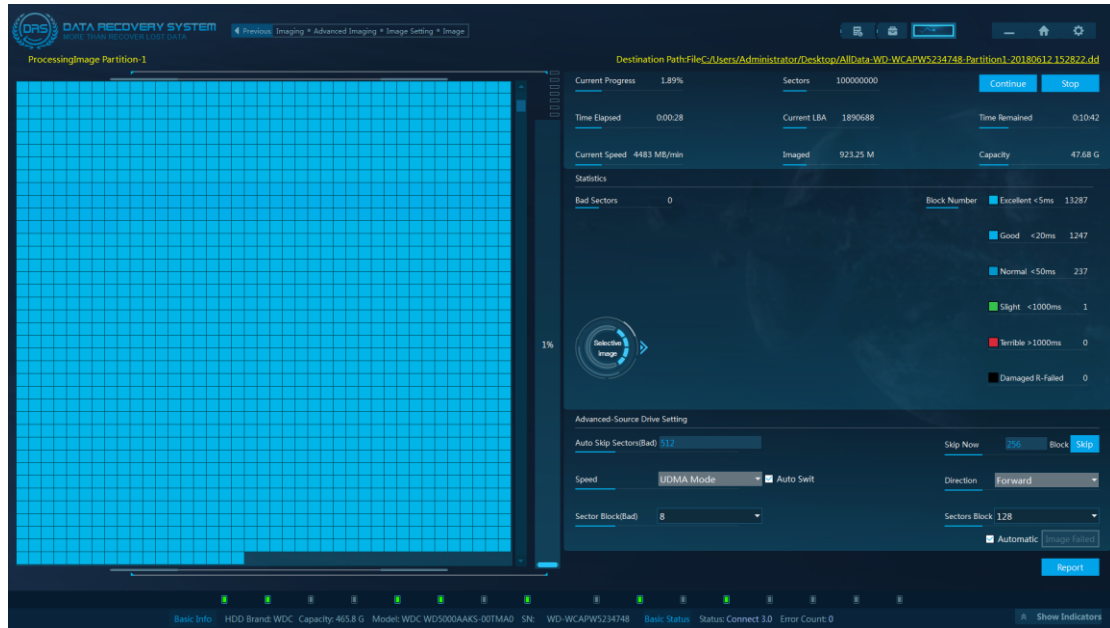 DRS DATA RECOVERY SYSTEM
MORE THAN RECOVER LOST DATA
Previous Imaging * Advanced Imaging * Image Setting * Image
ProcessingImage Partition-1
Destination Path:FileC:/Users/Administrator/Desktop/AllData-WD-WCAPW5234748-Partition1-20180612 152822.dd
Current Progress 1.89% Sectors 100000000 Continue Stop
Time Elapsed 0:00:28 Current LBA 1890688 Time Remained 0:10:42
Current Speed 4483 MB/min Imaged 923.25 M Capacity 47.68 G
Statistics
Bad Sectors 0 Block Number Excellent <5ms 13287
Good <20ms 1247
Normal <50ms 237
Slight <1000ms 1
1% Selective image Terrible >1000ms 0
Damaged R-Failed 0
Advanced-Source Drive Setting
Auto Skip Sectors(Bad) 512 Skip Now 256 Block Skip
Speed UDMA Mode Auto Swit Direction Forward
Sector Block(Bad) 8 Sectors Block 128
Automatic Image Failed
Report
Basic Info HDD Brand: WDC Capacity: 465.8 G Model: WDC WD5000AAKS-00TMA0 SN: WD-WCAPW5234748 Basic Status Status: Connect 3.0 Error Count: 0 Show Indicators